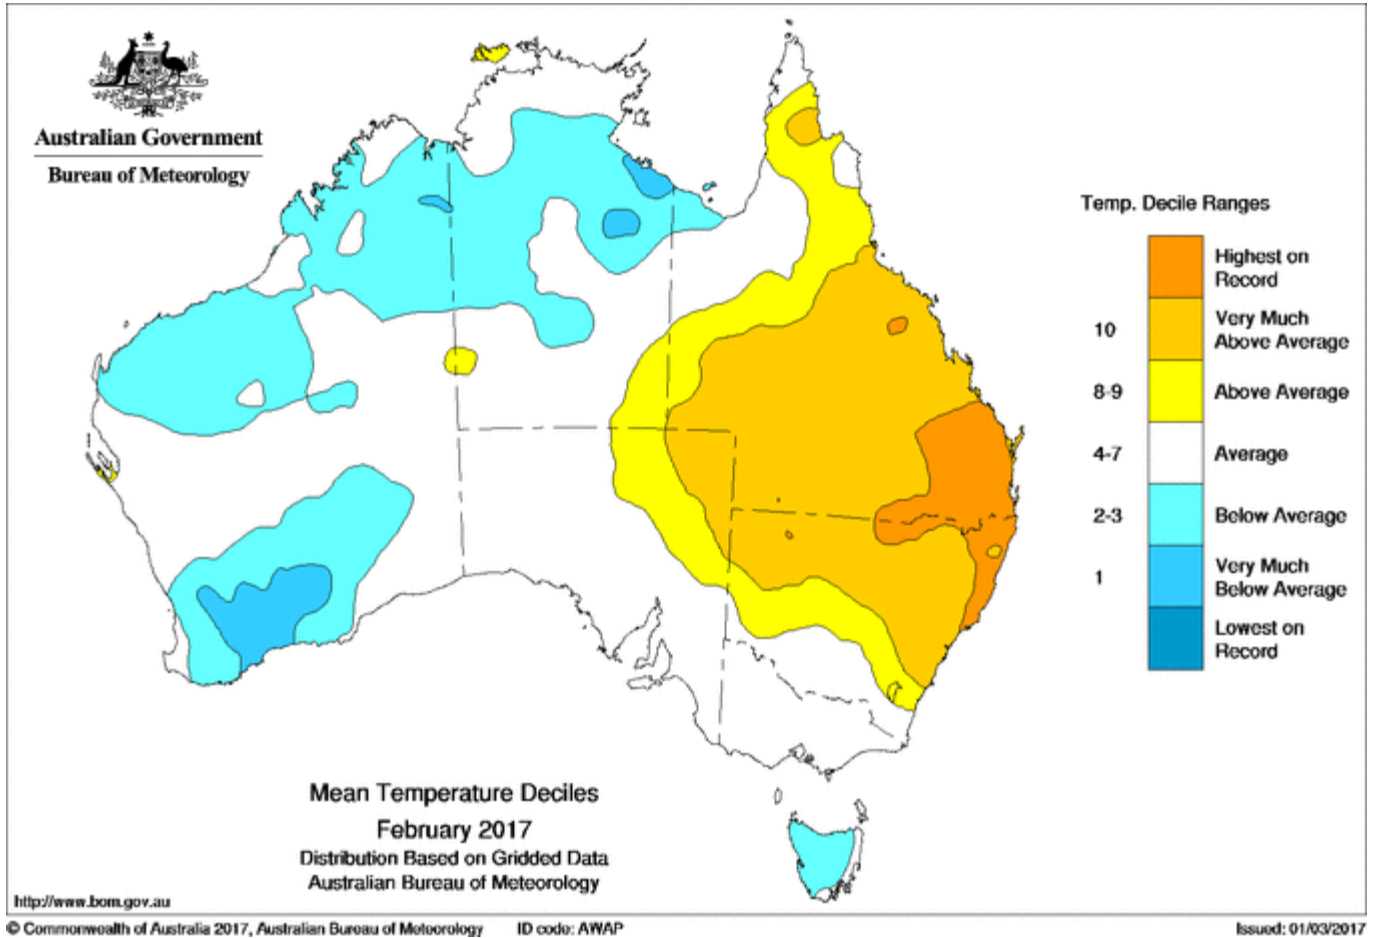 Australian Government
Bureau of Meteorology
Temp. Decile Ranges
Highest on
Record
10
Very Much
Above Average
8-9
Above Average
4-7
Average
2-3
Below Average
1
Very Much
Below Average
Lowest on
Record
Mean Temperature Deciles
February 2017
Distribution Based on Gridded Data
Australian Bureau of Meteorology
http://www.bom.gov.au
© Commonwealth of Australia 2017, Australian Bureau of Meteorology
ID code: AWAP
Issued: 01/03/2017